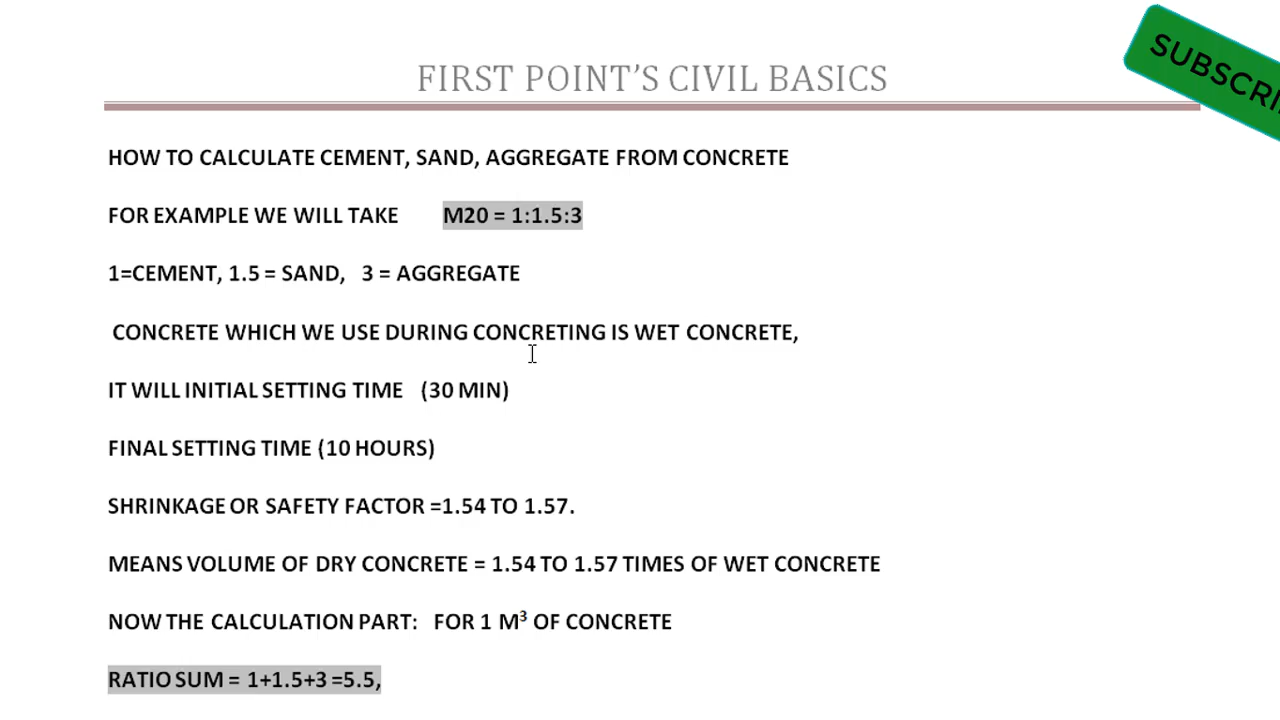 FIRST POINT’S CIVIL BASICS
HOW TO CALCULATE CEMENT, SAND, AGGREGATE FROM CONCRETE
FOR EXAMPLE WE WILL TAKE M20 = 1:1.5:3
1=CEMENT, 1.5 = SAND, 3 = AGGREGATE
CONCRETE WHICH WE USE DURING CONCRETING IS WET CONCRETE,
IT WILL INITIAL SETTING TIME (30 MIN)
FINAL SETTING TIME (10 HOURS)
SHRINKAGE OR SAFETY FACTOR =1.54 TO 1.57.
MEANS VOLUME OF DRY CONCRETE = 1.54 TO 1.57 TIMES OF WET CONCRETE
NOW THE CALCULATION PART: FOR 1 M³ OF CONCRETE
RATIO SUM = 1+1.5+3 =5.5,